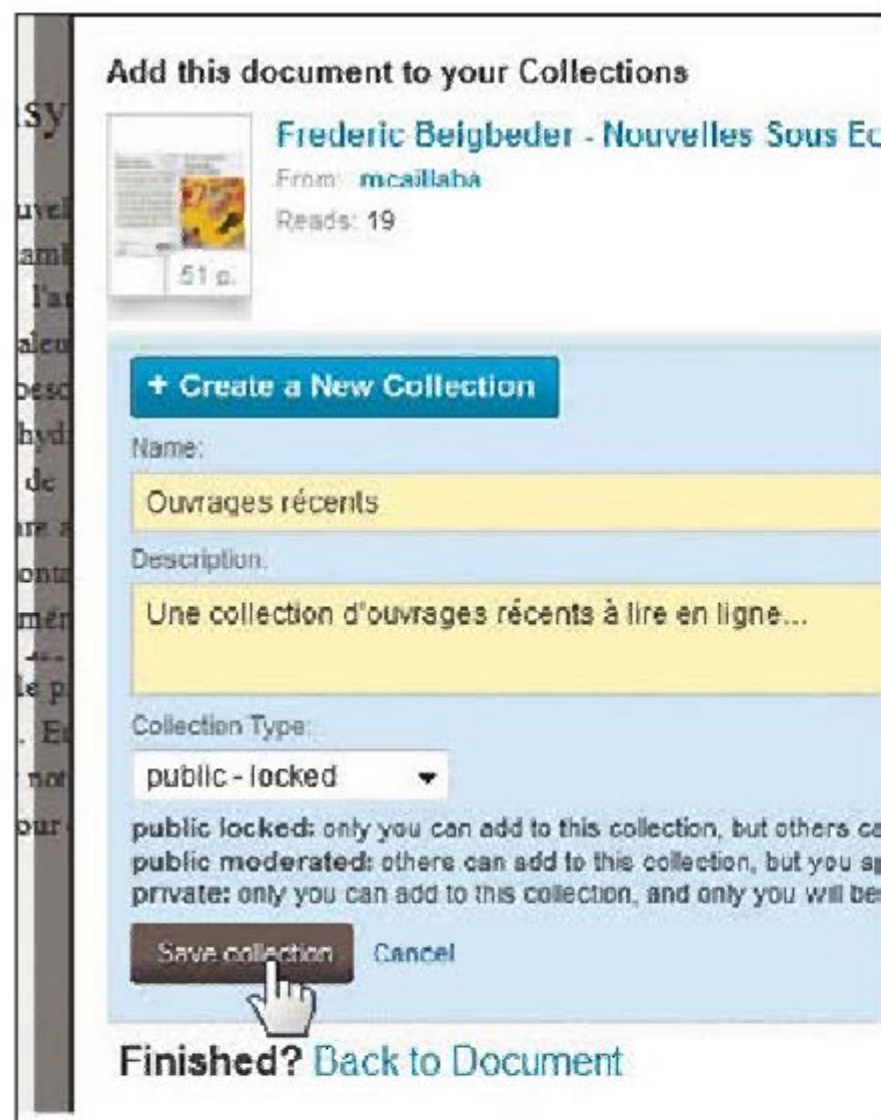 Add this document to your Collections
Frederic Beigbeder - Nouvelles Sous Ec
From: mcaillaba
Reads: 19
51 p.
+ Create a New Collection
Name:
Ouvrages récents
Description:
Une collection d'ouvrages récents à lire en ligne...
Collection Type:
public - locked
public locked: only you can add to this collection, but others ca
public moderated: others can add to this collection, but you ap
private: only you can add to this collection, and only you will be
Save collection Cancel
Finished? Back to Document